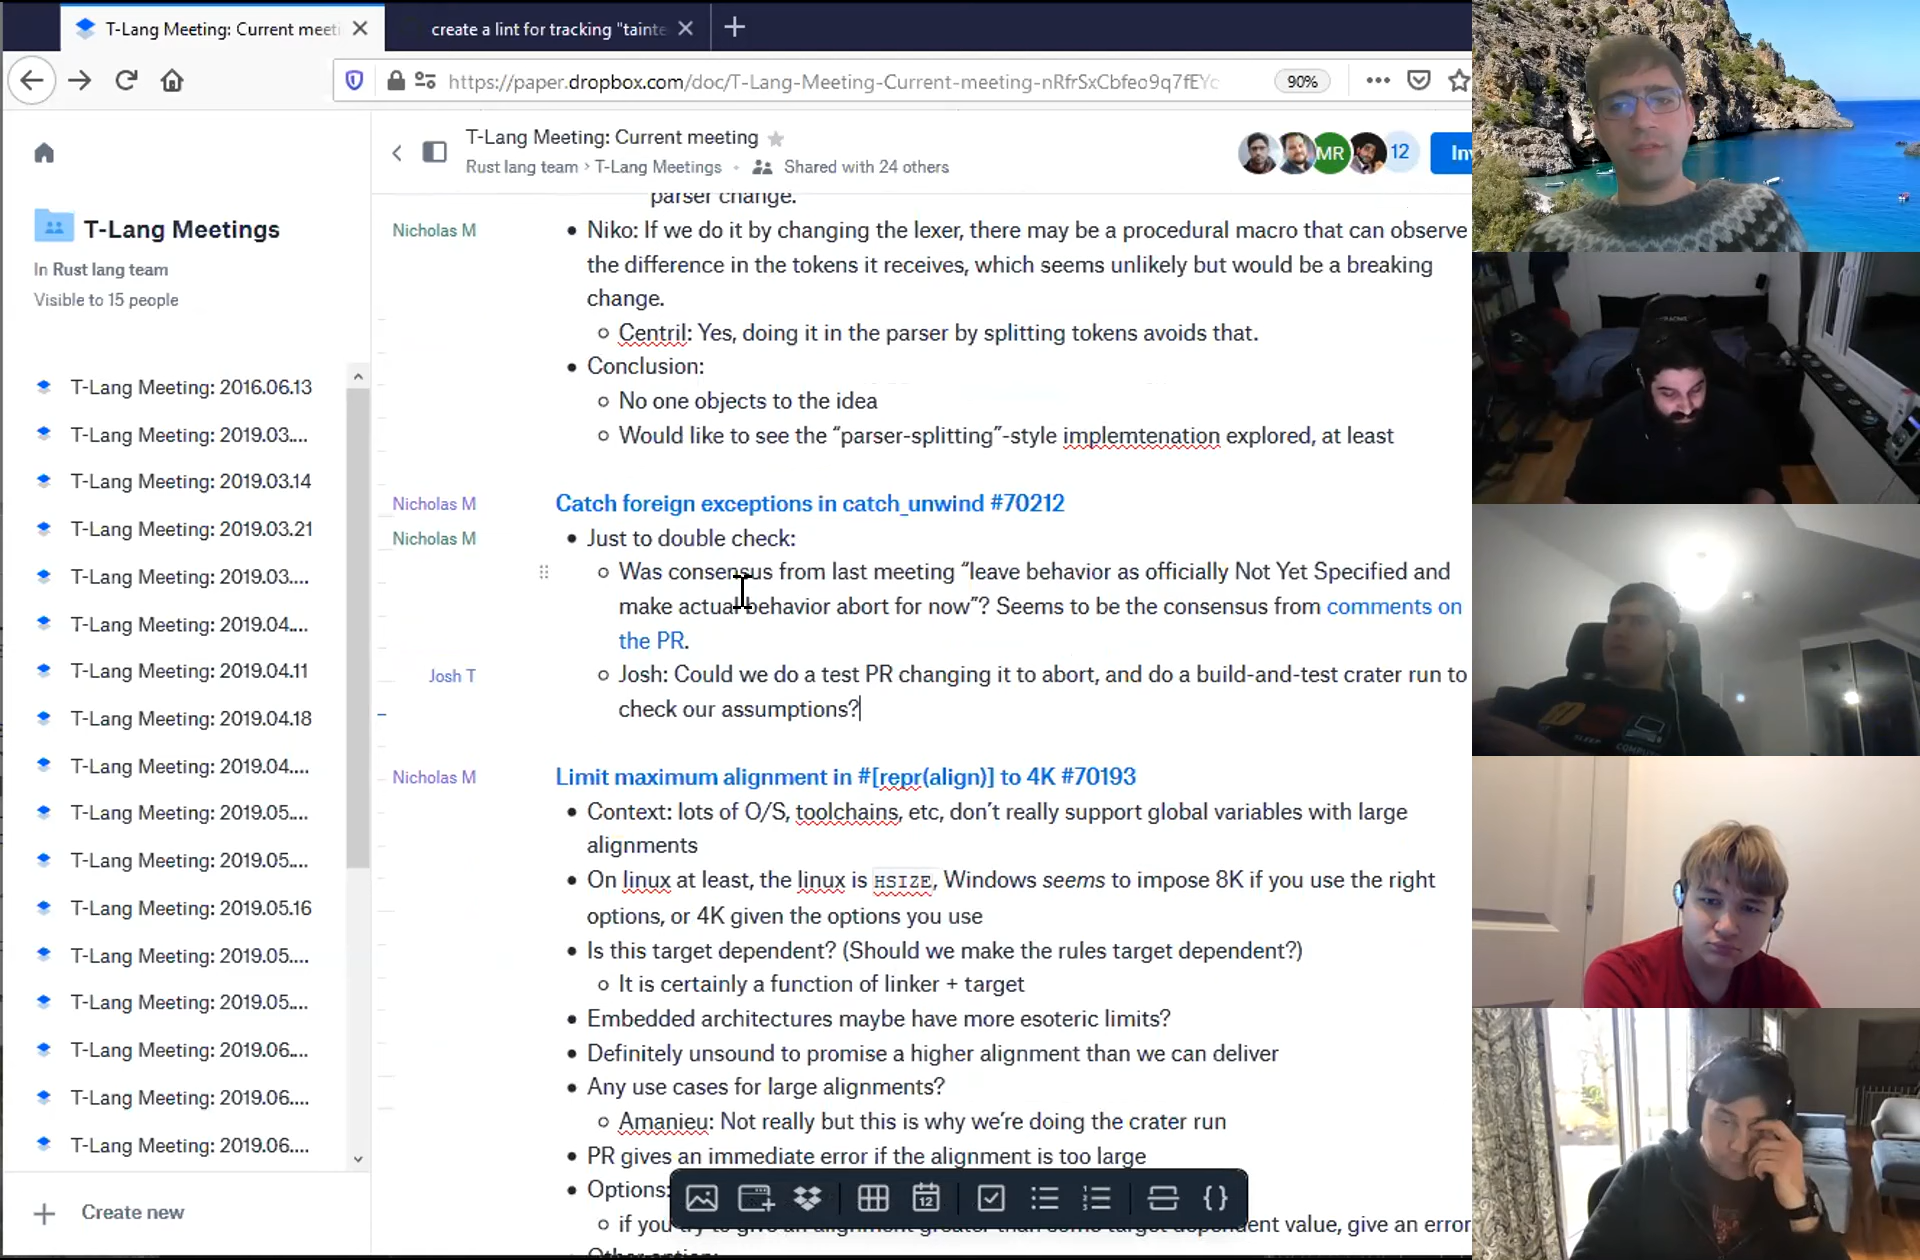 T-Lang Meeting: Current meeti
create a lint for tracking "tainte
https://paper.dropbox.com/doc/T-Lang-Meeting-Current-meeting-nRfrSxCbfeo9q7fEYc
90%
T-Lang Meeting: Current meeting
Rust lang team › T-Lang Meetings
Shared with 24 others
MR
12
Inv
T-Lang Meetings
In Rust lang team
Visible to 15 people
T-Lang Meeting: 2016.06.13
T-Lang Meeting: 2019.03....
T-Lang Meeting: 2019.03.14
T-Lang Meeting: 2019.03.21
T-Lang Meeting: 2019.03....
T-Lang Meeting: 2019.04....
T-Lang Meeting: 2019.04.11
T-Lang Meeting: 2019.04.18
T-Lang Meeting: 2019.04....
T-Lang Meeting: 2019.05....
T-Lang Meeting: 2019.05....
T-Lang Meeting: 2019.05.16
T-Lang Meeting: 2019.05....
T-Lang Meeting: 2019.05....
T-Lang Meeting: 2019.06....
T-Lang Meeting: 2019.06....
T-Lang Meeting: 2019.06....
Create new
parser change.
Nicholas M
• Niko: If we do it by changing the lexer, there may be a procedural macro that can observe
the difference in the tokens it receives, which seems unlikely but would be a breaking
change.
○ Centril: Yes, doing it in the parser by splitting tokens avoids that.
• Conclusion:
○ No one objects to the idea
○ Would like to see the “parser-splitting”-style implemtenation explored, at least
Nicholas M
Catch foreign exceptions in catch_unwind #70212
Nicholas M
• Just to double check:
○ Was consensus from last meeting “leave behavior as officially Not Yet Specified and
make actual behavior abort for now”? Seems to be the consensus from comments on
the PR.
Josh T
○ Josh: Could we do a test PR changing it to abort, and do a build-and-test crater run to
check our assumptions?
Nicholas M
Limit maximum alignment in #[repr(align)] to 4K #70193
• Context: lots of O/S, toolchains, etc, don’t really support global variables with large
alignments
• On linux at least, the linux is HSIZE, Windows seems to impose 8K if you use the right
options, or 4K given the options you use
• Is this target dependent? (Should we make the rules target dependent?)
○ It is certainly a function of linker + target
• Embedded architectures maybe have more esoteric limits?
• Definitely unsound to promise a higher alignment than we can deliver
• Any use cases for large alignments?
○ Amanieu: Not really but this is why we’re doing the crater run
• PR gives an immediate error if the alignment is too large
• Options:
12
○ if you try to give an alignment greater than some target dependent value, give an error
SLEEP